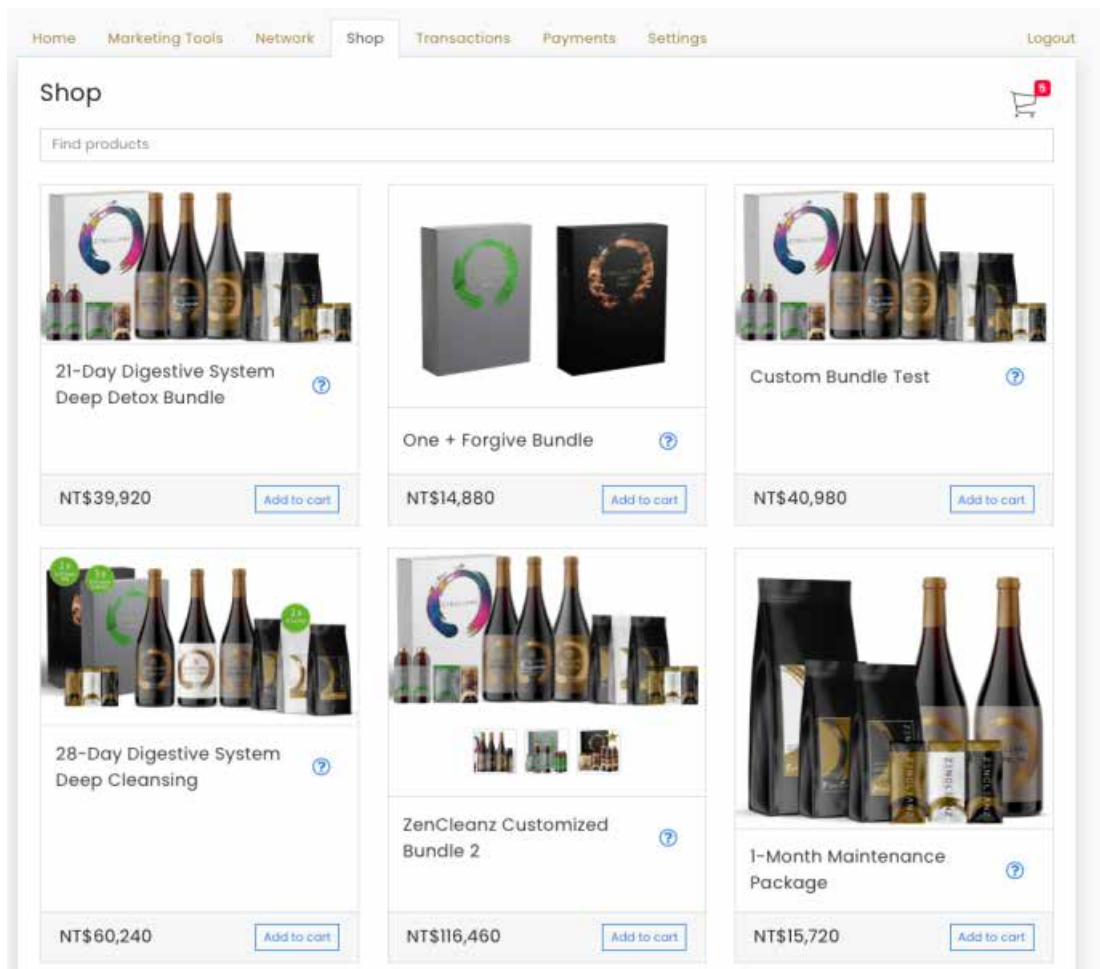 Home Marketing Tools Network Shop Transactions Payments Settings Logout
Shop
5
Find products
21-Day Digestive System
Deep Detox Bundle
One + Forgive Bundle
Custom Bundle Test
NT$39,920 Add to cart
NT$14,880 Add to cart
NT$40,980 Add to cart
28-Day Digestive System
Deep Cleansing
ZenCleanz Customized
Bundle 2
1-Month Maintenance
Package
NT$60,240 Add to cart
NT$116,460 Add to cart
NT$15,720 Add to cart